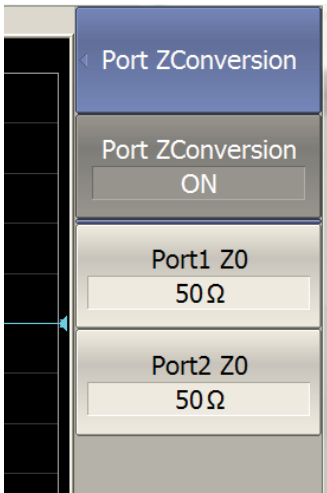 Port ZConversion
Port ZConversion
ON
Port1 Z0
50Ω
Port2 Z0
50Ω